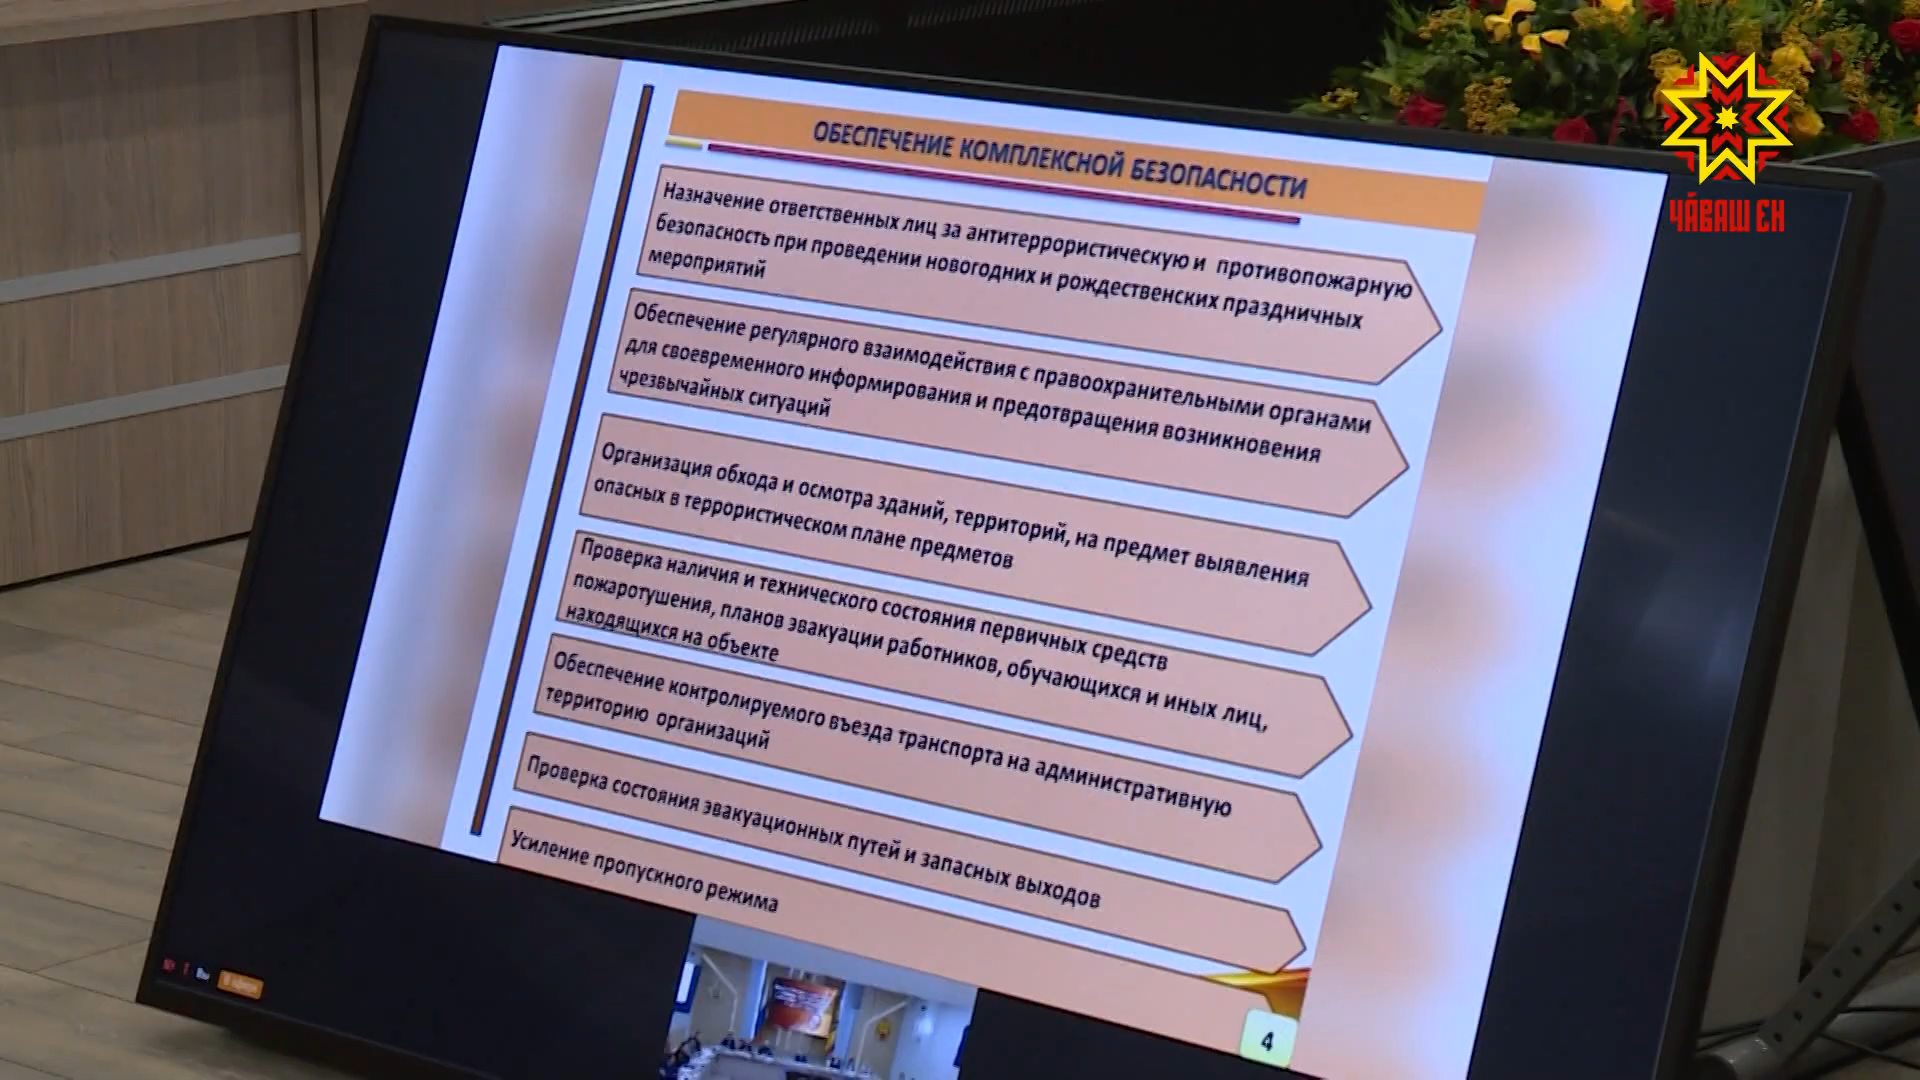 ОБЕСПЕЧЕНИЕ КОМПЛЕКСНОЙ БЕЗОПАСНОСТИ
Назначение ответственных лиц за антитеррористическую и противопожарную
безопасность при проведении новогодних и рождественских праздничных
мероприятий
Обеспечение регулярного взаимодействия с правоохранительными органами
для своевременного информирования и предотвращения возникновения
чрезвычайных ситуаций
Организация обхода и осмотра зданий, территорий, на предмет выявления
опасных в террористическом плане предметов
Проверка наличия и технического состояния первичных средств
пожаротушения, планов эвакуации работников, обучающихся и иных лиц,
находящихся на объекте
Обеспечение контролируемого въезда транспорта на административную
территорию организаций
Проверка состояния эвакуационных путей и запасных выходов
Усиление пропускного режима
4
ЧӐВАШ ЕН